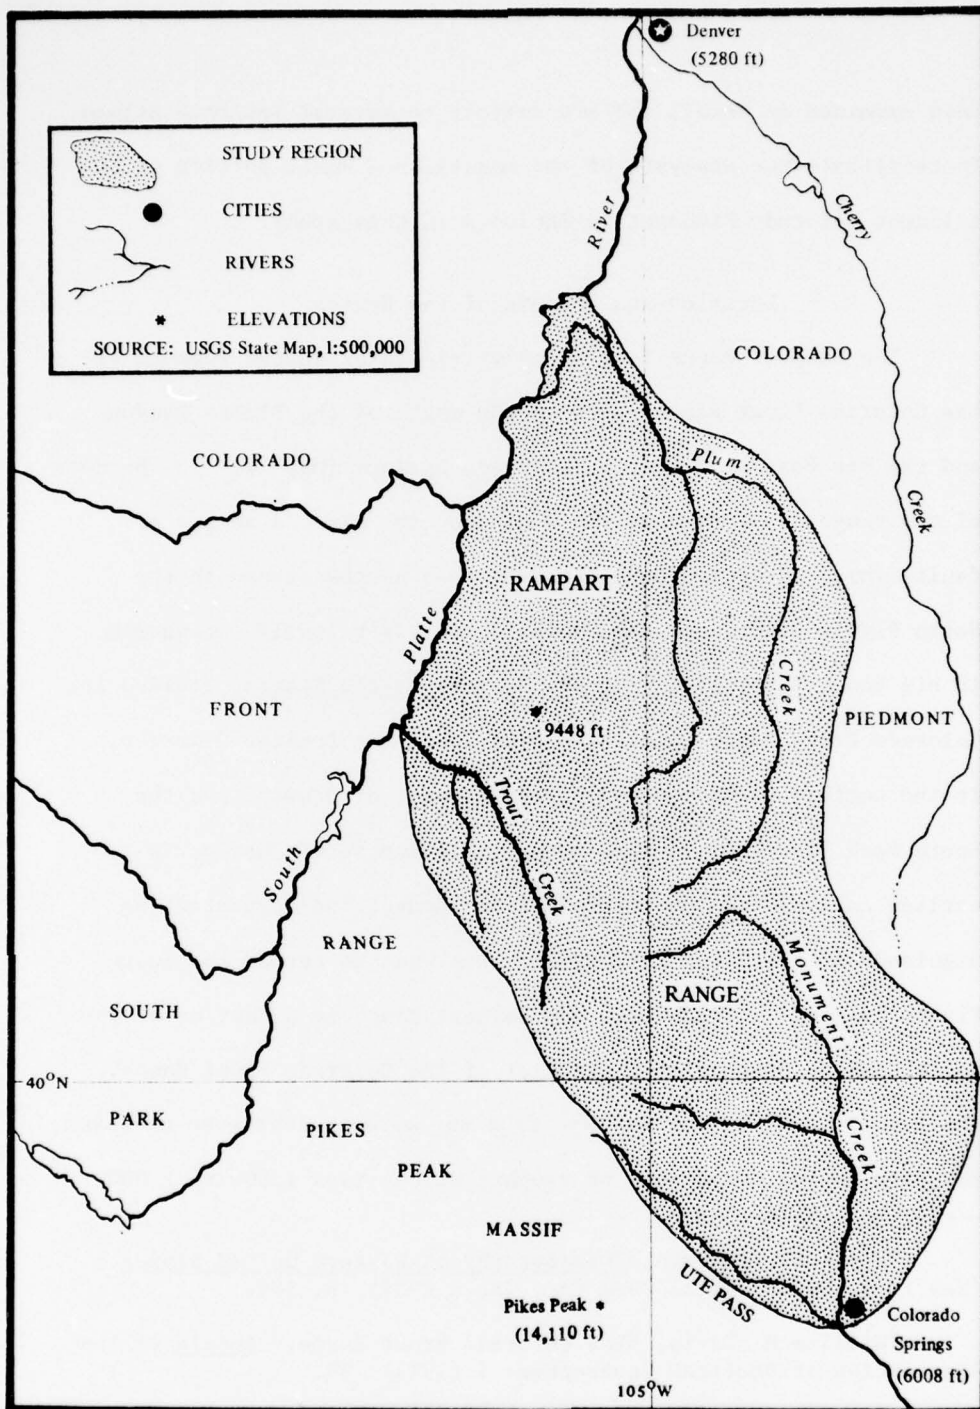 Denver
(5280 ft)
STUDY REGION
CITIES
RIVERS
ELEVATIONS
SOURCE: USGS State Map, 1:500,000
River
Cherry
Creek
COLORADO
COLORADO
Plum
Creek
RAMPART
Platte
9448 ft
FRONT
PIEDMONT
Trout
Creek
South
RANGE
RANGE
Monument
Creek
SOUTH
PARK
40°N
PIKES
PEAK
MASSIF
UTE PASS
Pikes Peak
(14,110 ft)
Colorado
Springs
(6008 ft)
105°W